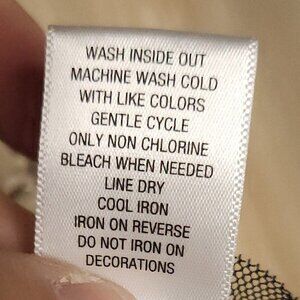 WASH INSIDE OUT
MACHINE WASH COLD
WITH LIKE COLORS
GENTLE CYCLE
ONLY NON CHLORINE
BLEACH WHEN NEEDED
LINE DRY
COOL IRON
IRON ON REVERSE
DO NOT IRON ON
DECORATIONS